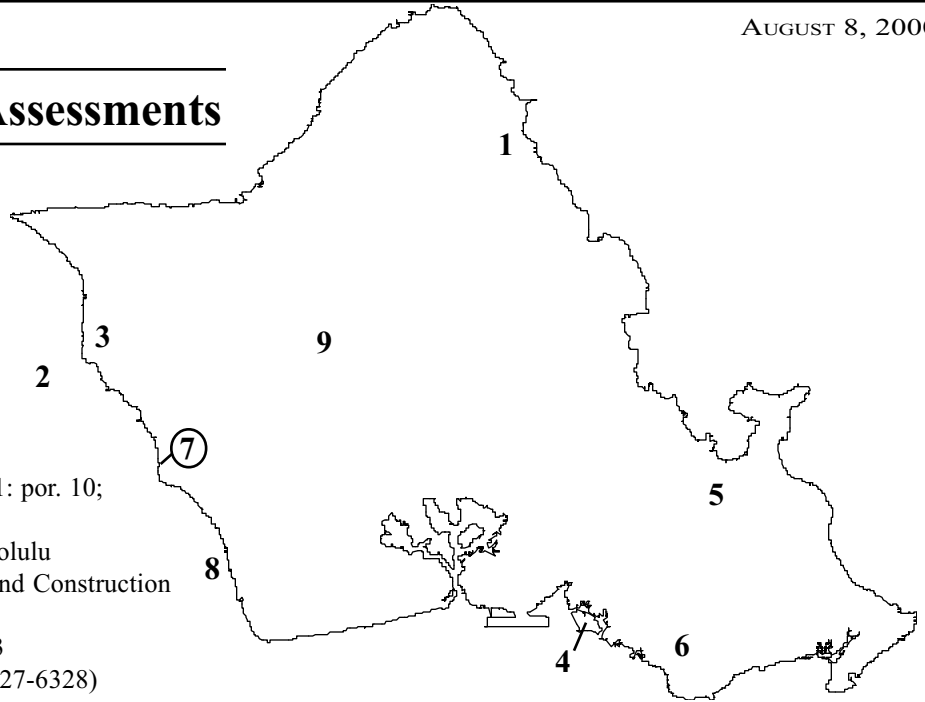 AUGUST 8, 200
Assessments
1
3
9
2
7
1: por. 10;
5
olulu
8
nd Construction
6
3
4
27-6328)